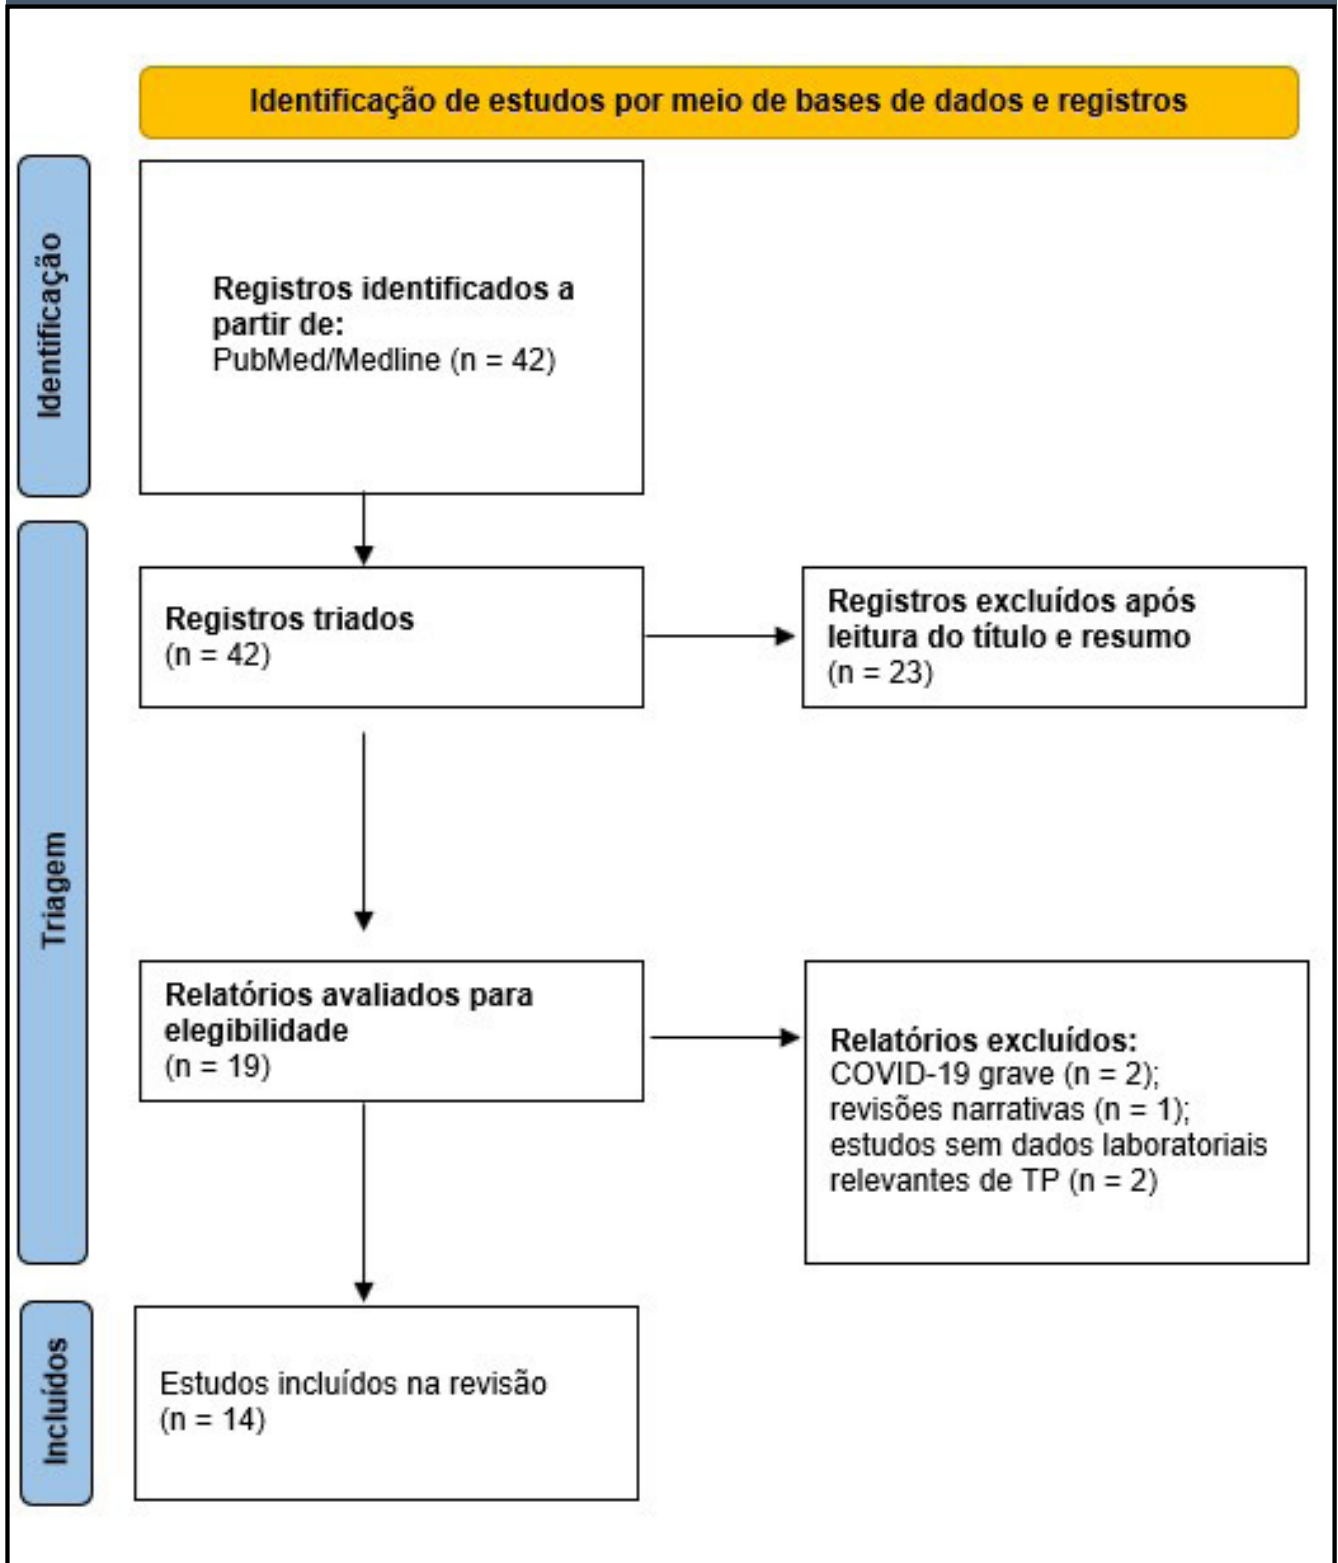 Identificação de estudos por meio de bases de dados e registros
Identificação
Registros identificados a
partir de:
PubMed/Medline (n = 42)
Triagem
Registros triados
(n = 42)
Registros excluídos após
leitura do título e resumo
(n = 23)
Relatórios avaliados para
elegibilidade
(n = 19)
Relatórios excluídos:
COVID-19 grave (n = 2);
revisões narrativas (n = 1);
estudos sem dados laboratoriais
relevantes de TP (n = 2)
Incluídos
Estudos incluídos na revisão
(n = 14)